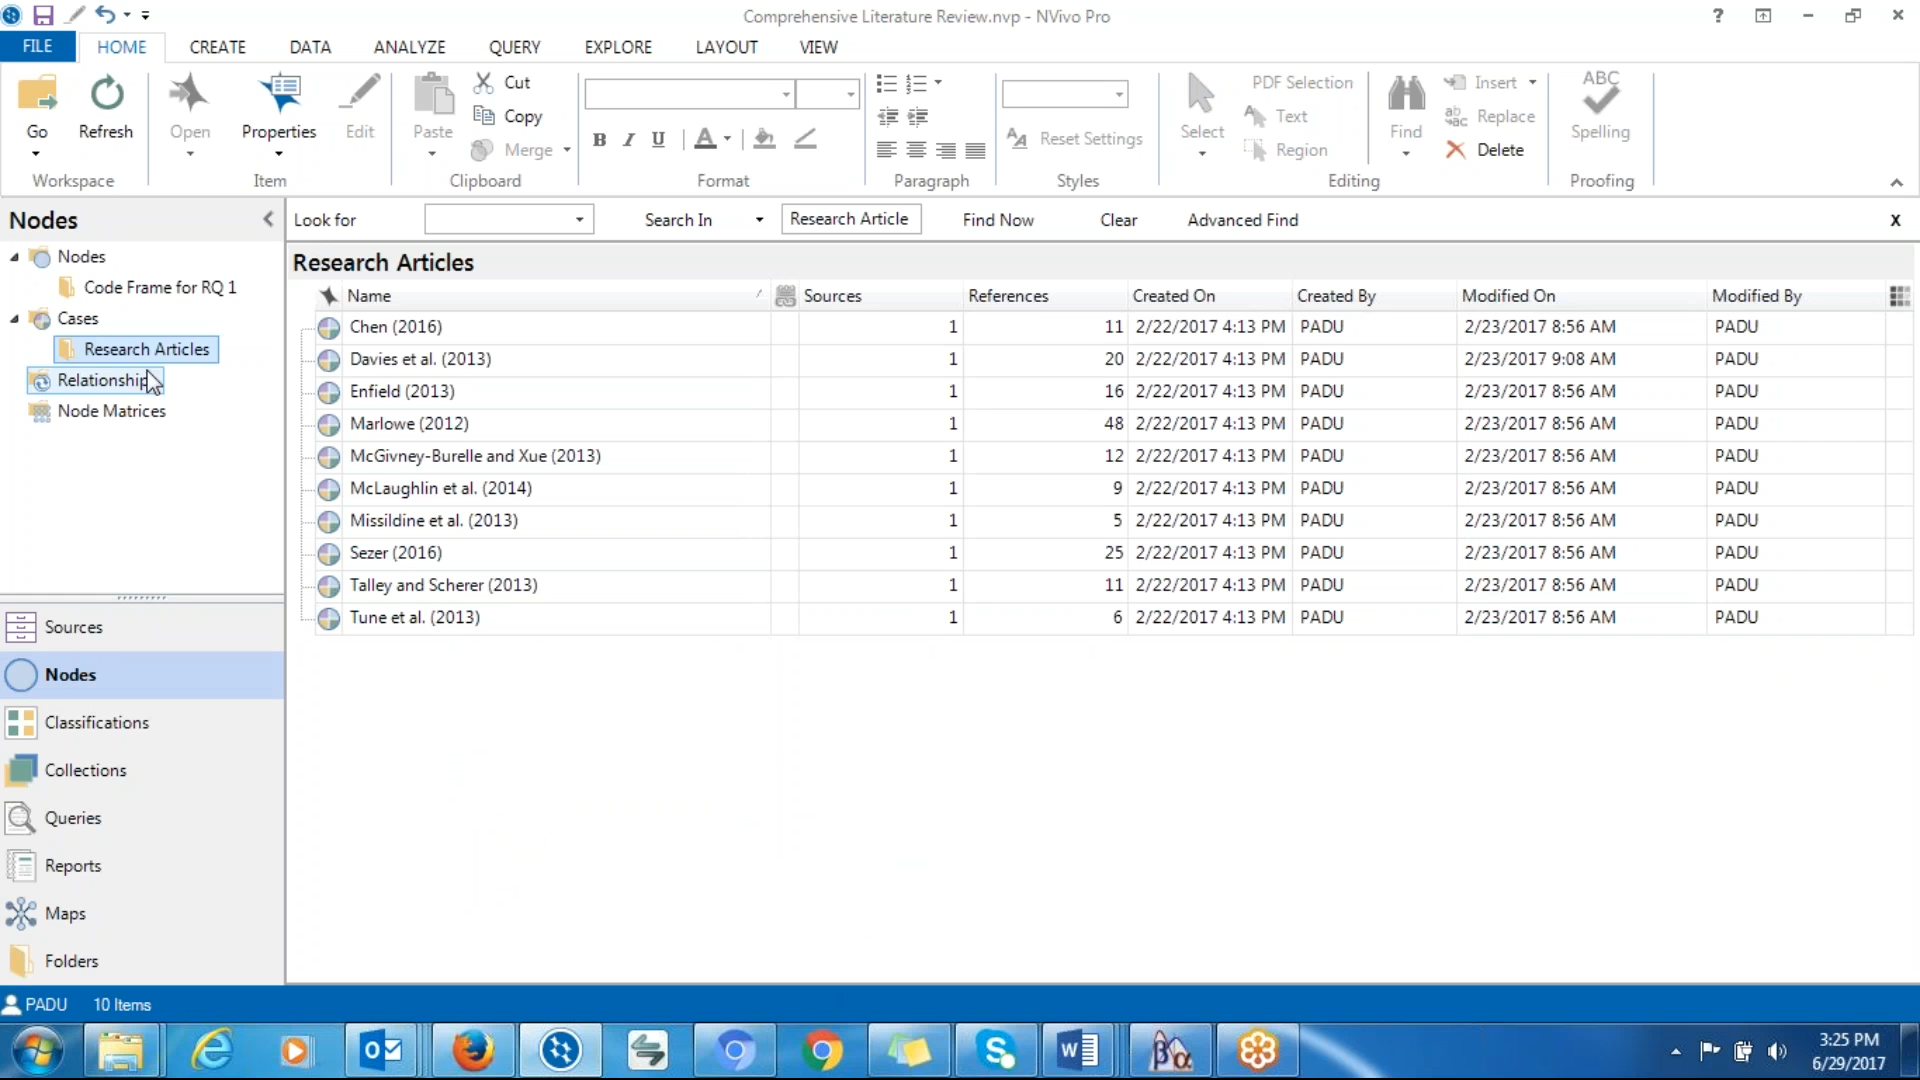 Comprehensive Literature Review.nvp - NVivo Pro
?
FILE HOME CREATE DATA ANALYZE QUERY EXPLORE LAYOUT VIEW
Go Refresh Open Properties Edit Paste Cut Copy Merge
B I U A
Reset Settings
Select PDF Selection Text Region Find Insert Replace Delete
ABC Spelling
Workspace Item Clipboard Format Paragraph Styles Editing Proofing
Nodes
Nodes
Code Frame for RQ 1
Cases
Research Articles
Relationship
Node Matrices
Sources
Nodes
Classifications
Collections
Queries
Reports
Maps
Folders
Look for Search In Research Article Find Now Clear Advanced Find x
Research Articles
Name Sources References Created On Created By Modified On Modified By
Chen (2016) 1 11 2/22/2017 4:13 PM PADU 2/23/2017 8:56 AM PADU
Davies et al. (2013) 1 20 2/22/2017 4:13 PM PADU 2/23/2017 9:08 AM PADU
Enfield (2013) 1 16 2/22/2017 4:13 PM PADU 2/23/2017 8:56 AM PADU
Marlowe (2012) 1 48 2/22/2017 4:13 PM PADU 2/23/2017 8:56 AM PADU
McGivney-Burelle and Xue (2013) 1 12 2/22/2017 4:13 PM PADU 2/23/2017 8:56 AM PADU
McLaughlin et al. (2014) 1 9 2/22/2017 4:13 PM PADU 2/23/2017 8:56 AM PADU
Missildine et al. (2013) 1 5 2/22/2017 4:13 PM PADU 2/23/2017 8:56 AM PADU
Sezer (2016) 1 25 2/22/2017 4:13 PM PADU 2/23/2017 8:56 AM PADU
Talley and Scherer (2013) 1 11 2/22/2017 4:13 PM PADU 2/23/2017 8:56 AM PADU
Tune et al. (2013) 1 6 2/22/2017 4:13 PM PADU 2/23/2017 8:56 AM PADU
PADU 10 Items
3:25 PM
6/29/2017